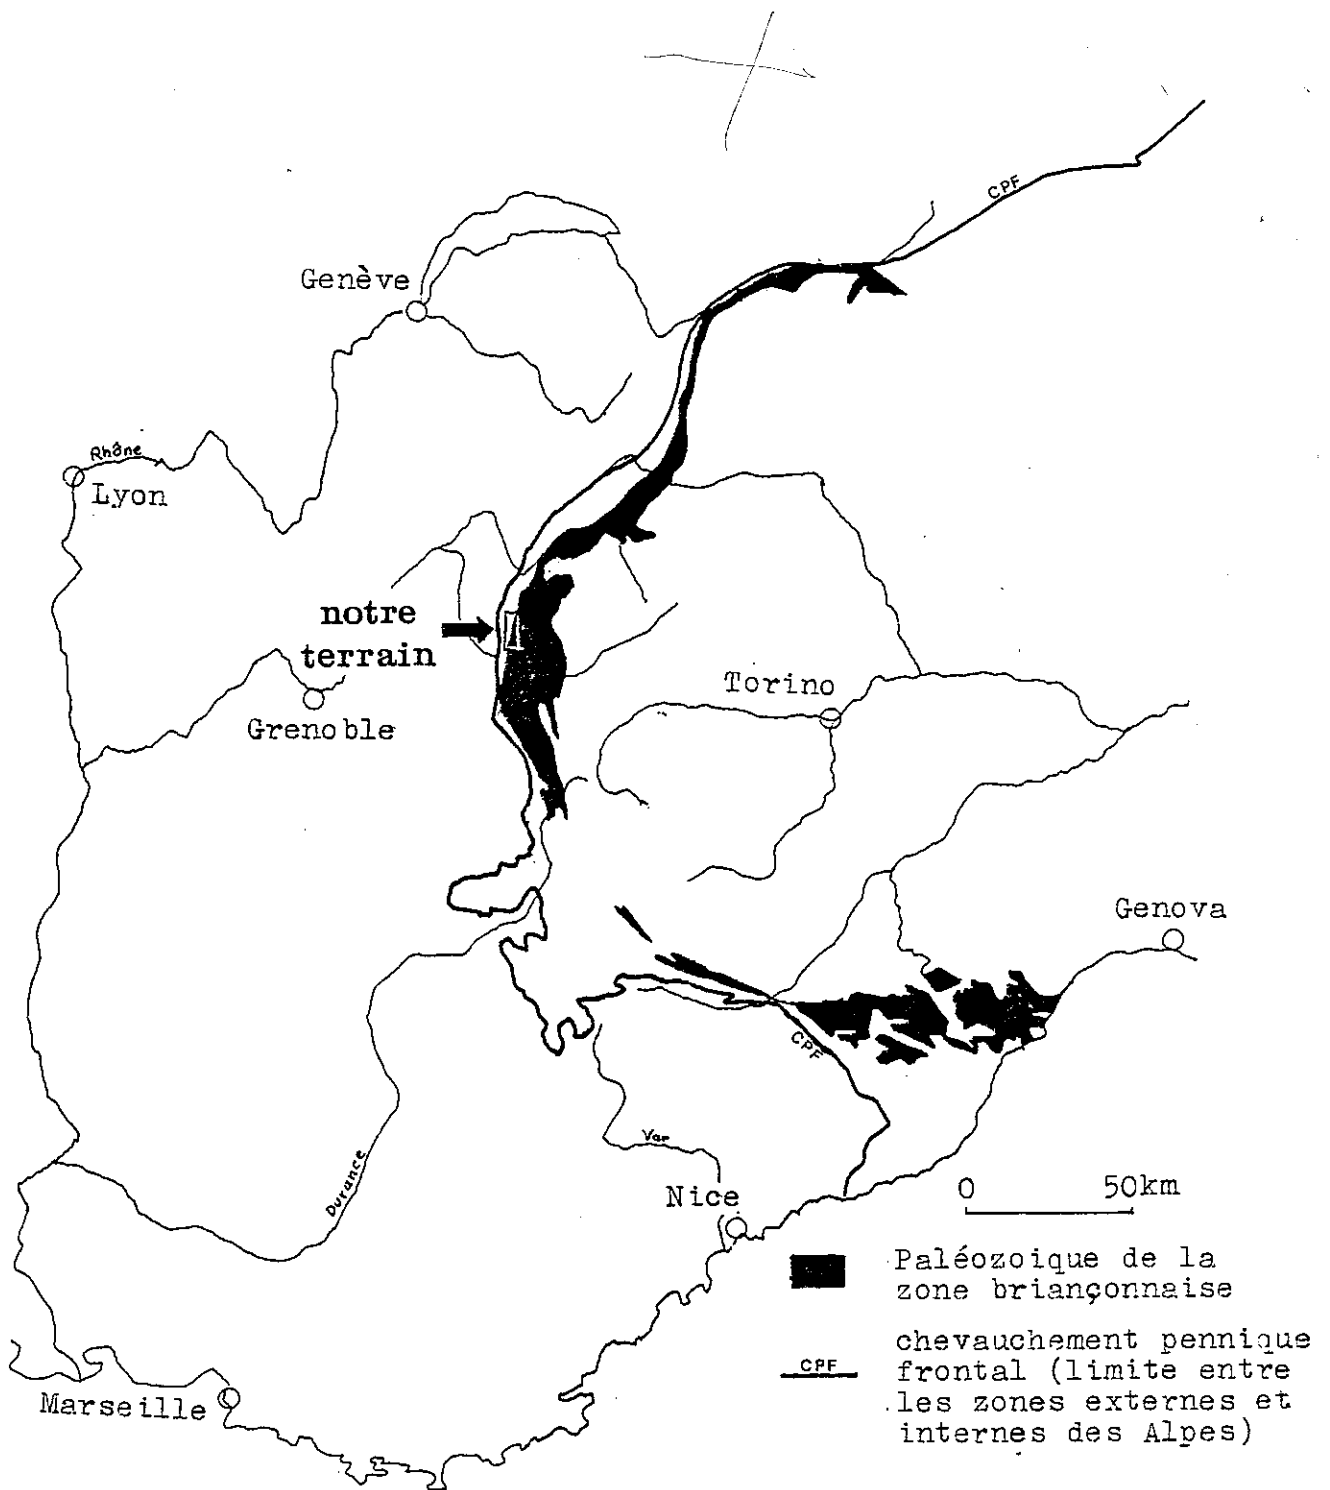 CPF
Genève
Rhône
Lyon
notre
terrain
Torino
Grenoble
Genova
CPF
Var
Durance
Nice
0 50km
Paléozoique de la
zone briançonnaise
chevauchement pennique
CPF
frontal (limite entre
les zones externes et
internes des Alpes)
Marseille